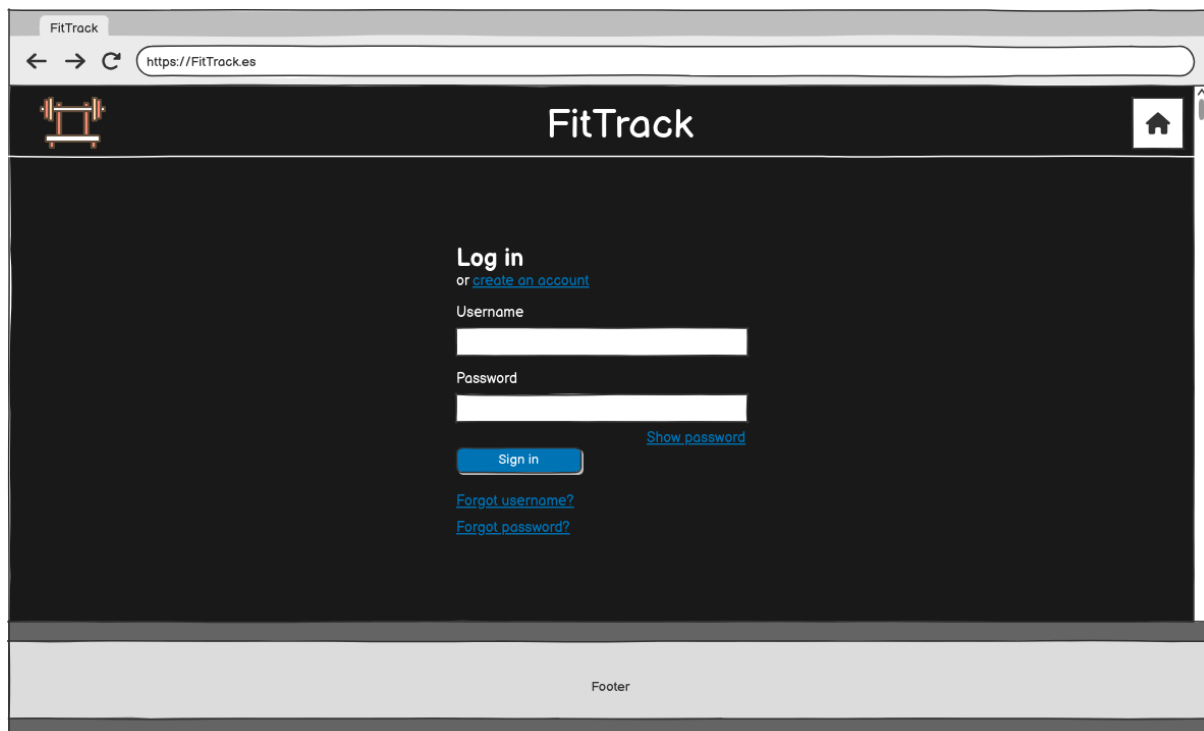 FitTrack
https://FitTrack.es
FitTrack
Log in
or create an account
Username
Password
Show password
Sign in
Forgot username?
Forgot password?
Footer